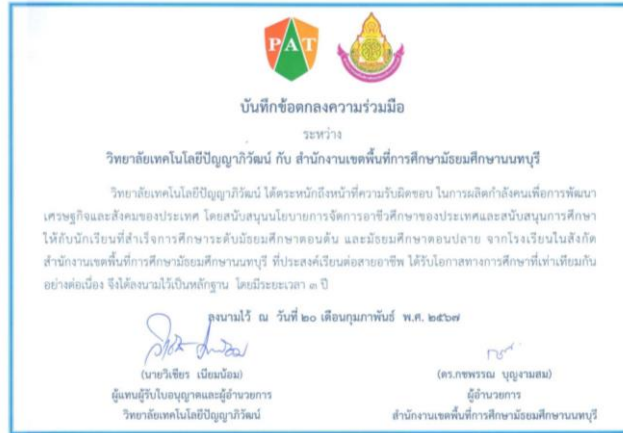 PAT
บันทึกข้อตกลงความร่วมมือ
ระหว่าง
วิทยาลัยเทคโนโลยีปัญญาภิวัฒน์ กับ สำนักงานเขตพื้นที่การศึกษามัธยมศึกษานนทบุรี
วิทยาลัยเทคโนโลยีปัญญาภิวัฒน์ ได้ตระหนักถึงหน้าที่ความรับผิดชอบ ในการผลิตกำลังคนเพื่อการพัฒนา
เศรษฐกิจและสังคมของประเทศ โดยสนับสนุนนโยบายการจัดการอาชีวศึกษาของประเทศและสนับสนุนการศึกษา
ให้กับนักเรียนที่สำเร็จการศึกษาระดับมัธยมศึกษาตอนต้น และมัธยมศึกษาตอนปลาย จากโรงเรียนในสังกัด
สำนักงานเขตพื้นที่การศึกษามัธยมศึกษานนทบุรี ที่ประสงค์เรียนต่อสายอาชีพ ได้รับโอกาสทางการศึกษาที่เท่าเทียมกัน
อย่างต่อเนื่อง จึงได้ลงนามไว้เป็นหลักฐาน โดยมีระยะเวลา ๓ ปี
ลงนามไว้ ณ วันที่ ๒๐ เดือนกุมภาพันธ์ พ.ศ. ๒๕๖๗
(นายวิเชียร เนียมน้อม)
ผู้แทนผู้รับใบอนุญาตและผู้อำนวยการ
วิทยาลัยเทคโนโลยีปัญญาภิวัฒน์
(ดร.กชพรรณ บุญงามสม)
ผู้อำนวยการ
สำนักงานเขตพื้นที่การศึกษามัธยมศึกษานนทบุรี